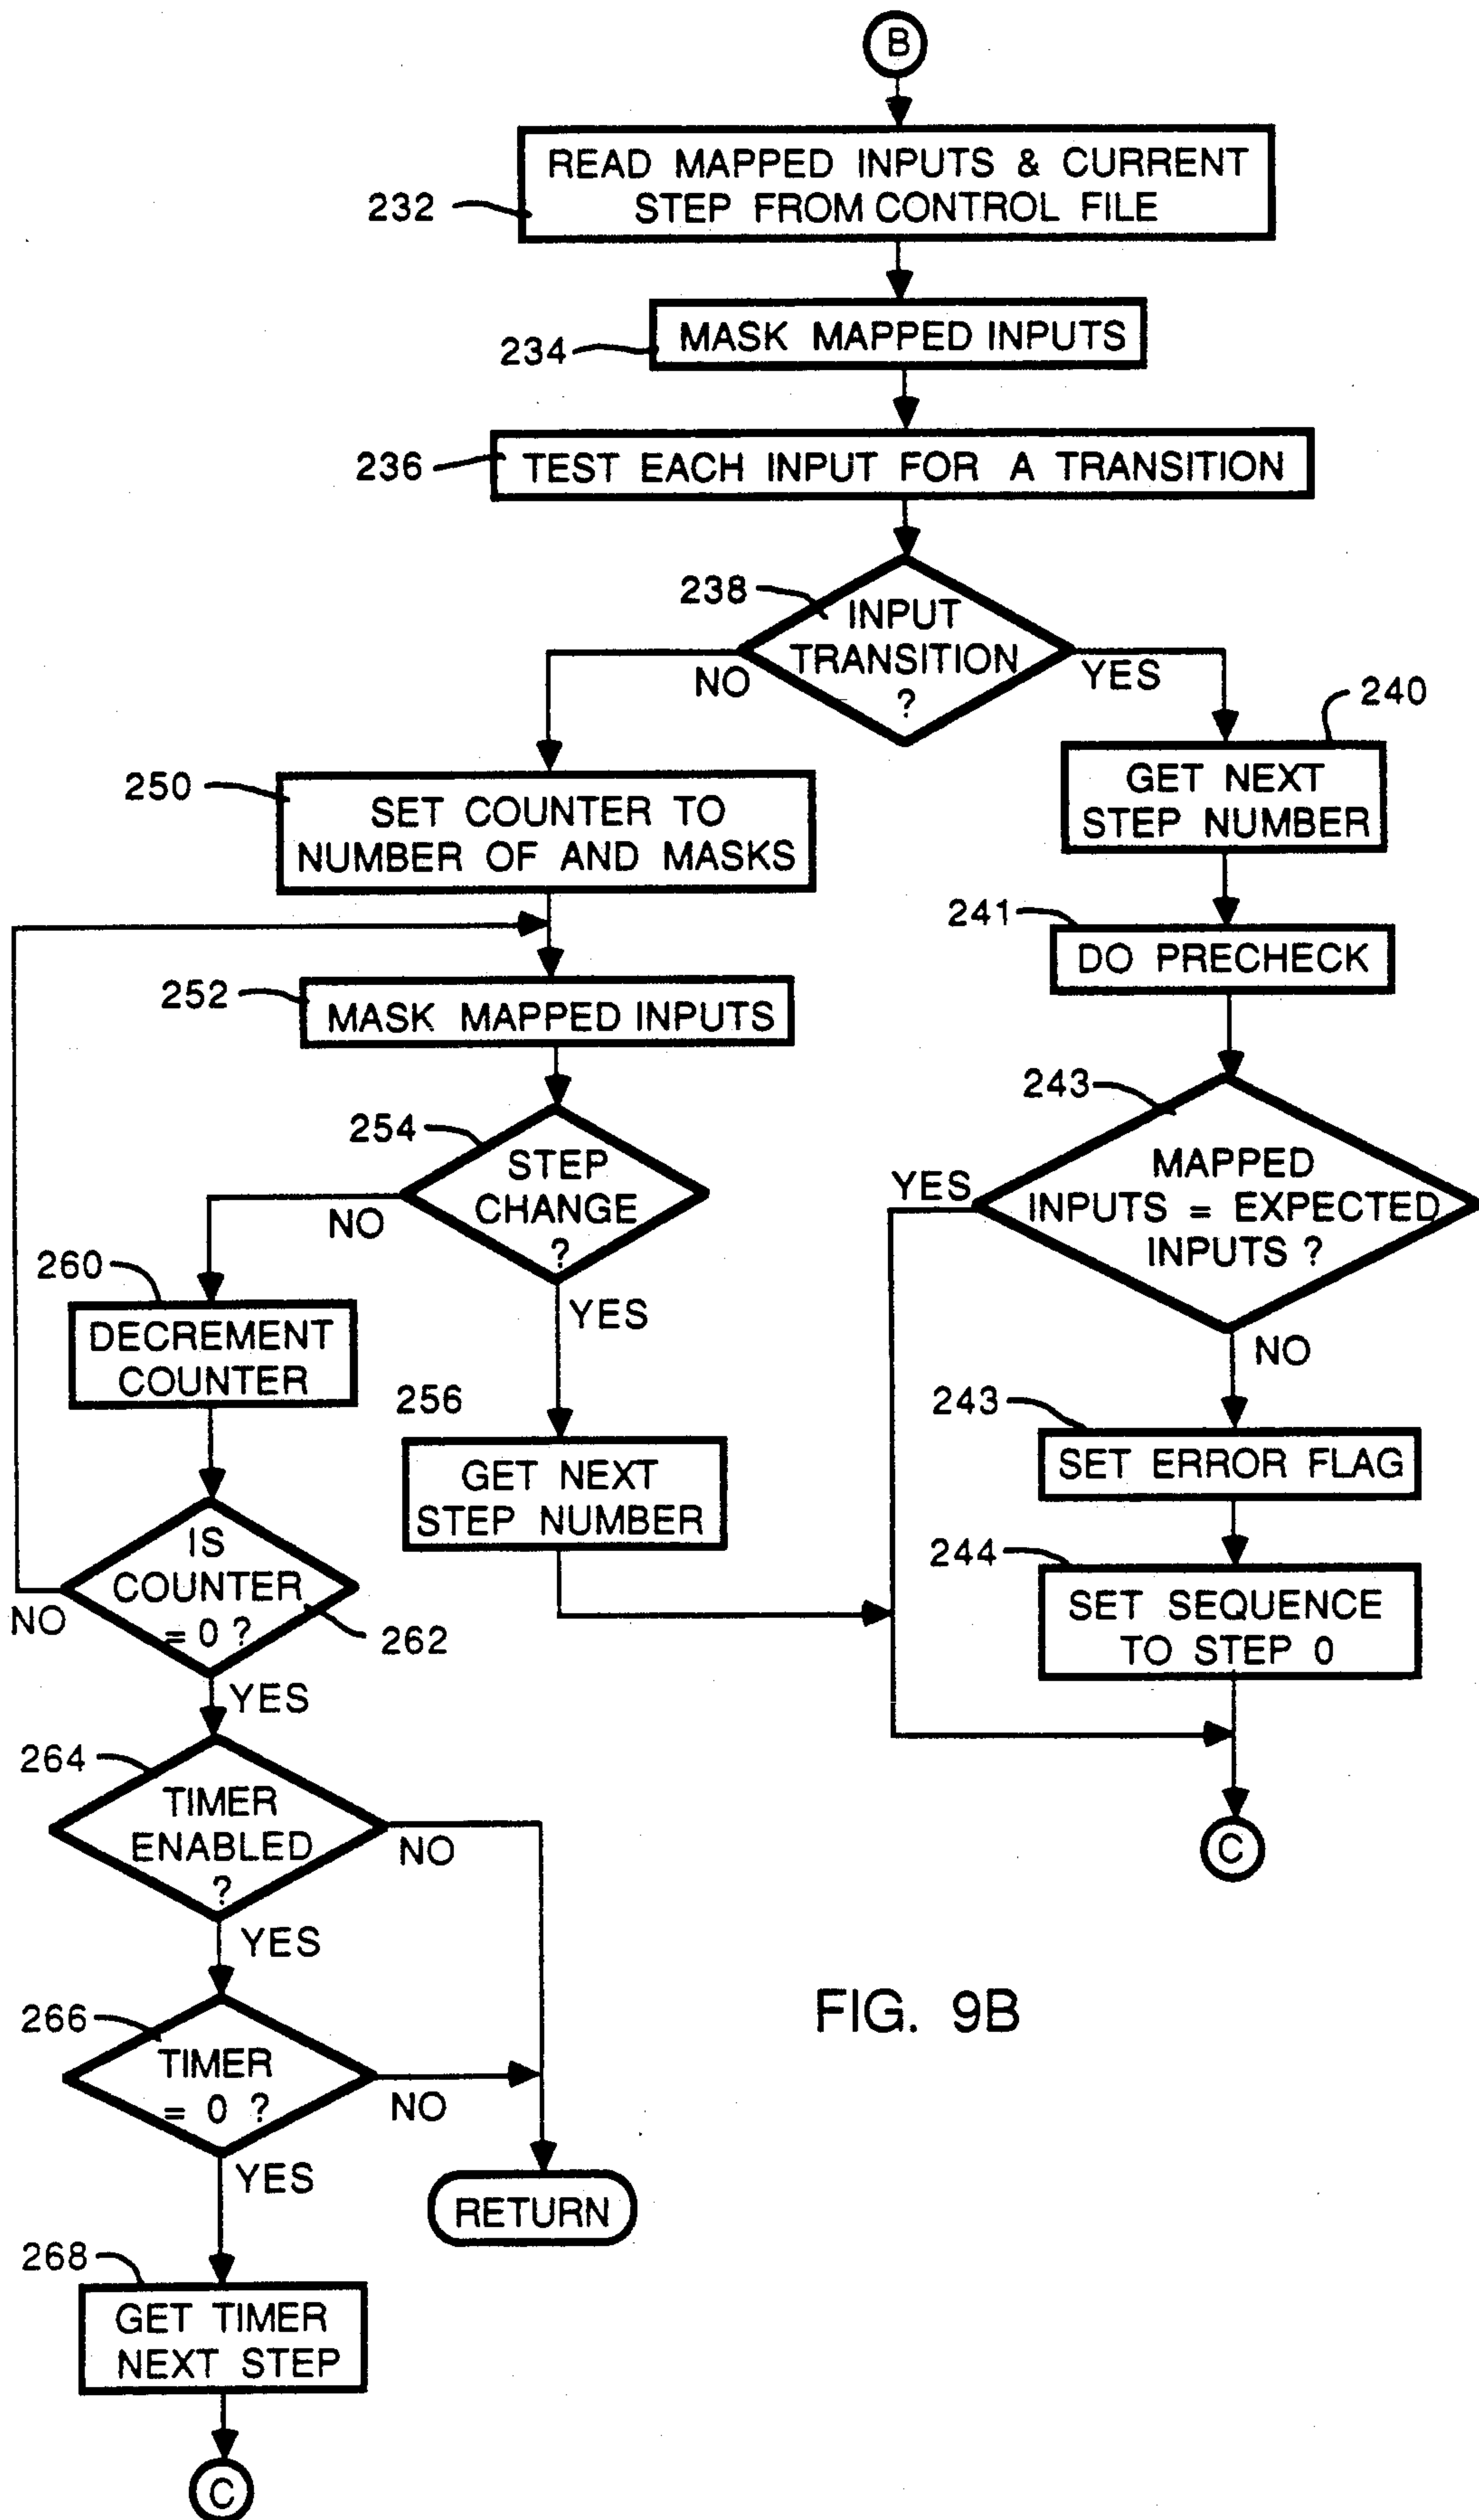 B
READ MAPPED INPUTS & CURRENT
STEP FROM CONTROL FILE
232
MASK MAPPED INPUTS
234
TEST EACH INPUT FOR A TRANSITION
236
238
INPUT
TRANSITION
?
NO
YES
240
GET NEXT
STEP NUMBER
250
SET COUNTER TO
NUMBER OF AND MASKS
241
DO PRECHECK
252
MASK MAPPED INPUTS
243
MAPPED
INPUTS = EXPECTED
INPUTS ?
YES
NO
254
STEP
CHANGE
?
NO
YES
260
DECREMENT
COUNTER
256
GET NEXT
STEP NUMBER
243
SET ERROR FLAG
244
SET SEQUENCE
TO STEP 0
IS
COUNTER
= 0 ?
NO
262
YES
264
TIMER
ENABLED
?
NO
YES
C
266
TIMER
= 0 ?
NO
YES
FIG. 9B
RETURN
268
GET TIMER
NEXT STEP
C